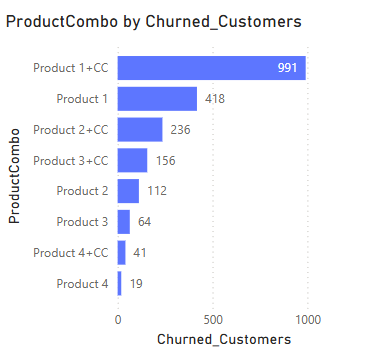 ProductCombo by Churned_Customers
ProductCombo
Product 1+CC 991
Product 1 418
Product 2+CC 236
Product 3+CC 156
Product 2 112
Product 3 64
Product 4+CC 41
Product 4 19
0 500 1000
Churned_Customers